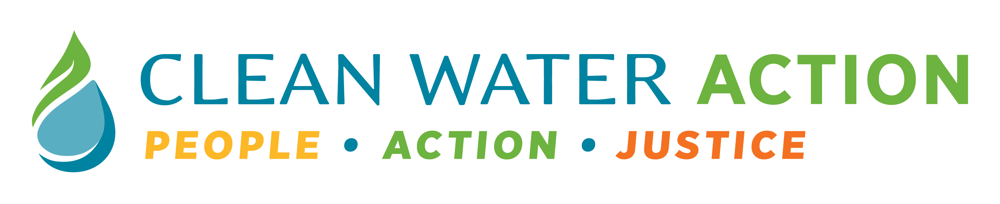 CLEAN WATER ACTION
PEOPLE • ACTION • JUSTICE